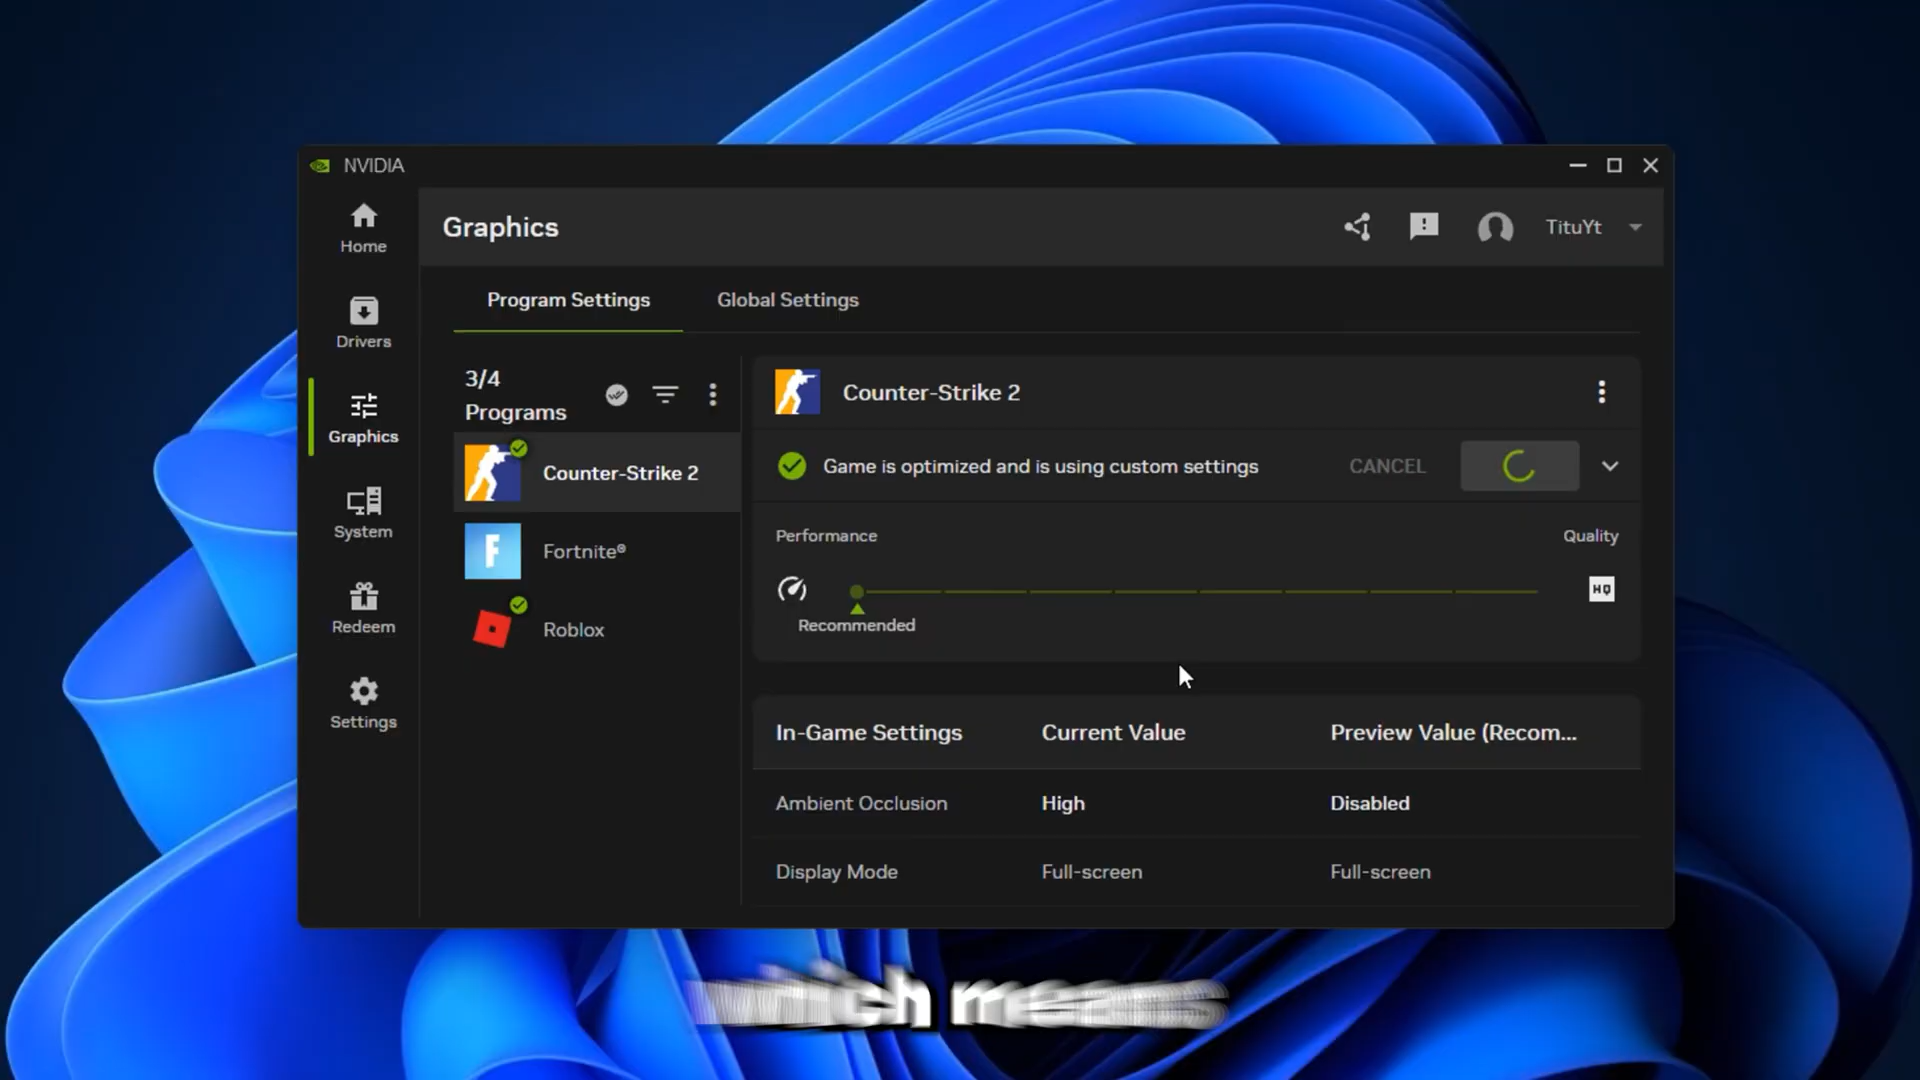 NVIDIA
Home
Drivers
Graphics
System
Redeem
Settings
Graphics
TituYt
Program Settings
Global Settings
3/4
Programs
Counter-Strike 2
Fortnite®
Roblox
Counter-Strike 2
Game is optimized and is using custom settings
CANCEL
Performance
Quality
HQ
Recommended
In-Game Settings
Current Value
Preview Value (Recom...
Ambient Occlusion
High
Disabled
Display Mode
Full-screen
Full-screen
which means